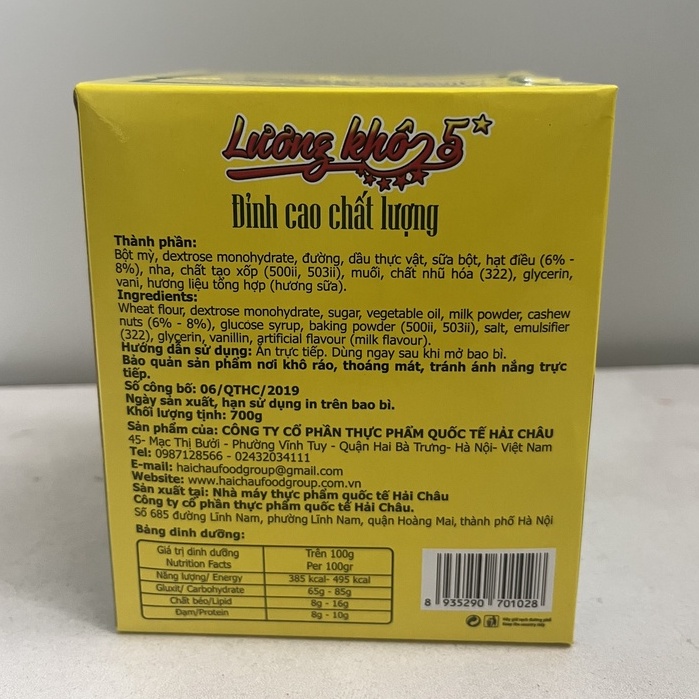 Lương khô 5
Đỉnh cao chất lượng
Thành phần:
Bột mỳ, dextrose monohydrate, đường, dầu thực vật, sữa bột, hạt điều (6% -
8%), nha, chất tạo xốp (500ii, 503ii), muối, chất nhũ hóa (322), glycerin,
vani, hương liệu tổng hợp (hương sữa).
Ingredients:
Wheat flour, dextrose monohydrate, sugar, vegetable oil, milk powder, cashew
nuts (6% - 8%), glucose syrup, baking powder (500ii, 503ii), salt, emulsifier
(322), glycerin, vanillin, artificial flavour (milk flavour).
Hướng dẫn sử dụng: Ăn trực tiếp. Dùng ngay sau khi mở bao bì.
Bảo quản sản phẩm nơi khô ráo, thoáng mát, tránh ánh nắng trực
tiếp.
Số công bố: 06/QTHC/2019
Ngày sản xuất, hạn sử dụng in trên bao bì.
Khối lượng tịnh: 700g
Sản phẩm của: CÔNG TY CỔ PHẦN THỰC PHẨM QUỐC TẾ HẢI CHÂU
45- Mạc Thị Bưởi - Phường Vĩnh Tuy - Quận Hai Bà Trưng- Hà Nội- Việt Nam
Tel: 0987128566 - 02432034111
E-mail: haichaufoodgroup@gmail.com
Website: www.haichaufoodgroup.com.vn
Sản xuất tại: Nhà máy thực phẩm quốc tế Hải Châu
Công ty cổ phần thực phẩm quốc tế Hải Châu.
Số 685 đường Lĩnh Nam, phường Lĩnh Nam, quận Hoàng Mai, thành phố Hà Nội
Bảng dinh dưỡng:
Giá trị dinh dưỡng Trên 100g
Nutrition Facts Per 100gr
Năng lượng/ Energy 385 kcal- 495 kcal
Gluxit/ Carbohydrate 65g - 85g
Chất béo/Lipid 8g - 16g
Đạm/Protein 8g - 10g
8 935290 701028
Hãy giữ sạch đường phố
Keep the country tidy